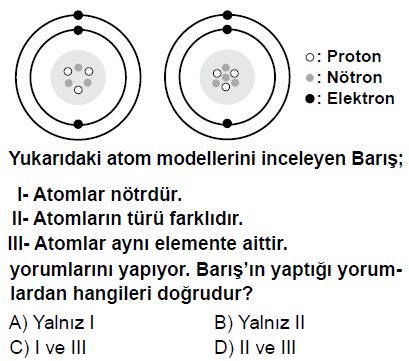 ○: Proton
●: Nötron
●: Elektron
Yukarıdaki atom modellerini inceleyen Barış;
I- Atomlar nötrdür.
II- Atomların türü farklıdır.
III- Atomlar aynı elemente aittir.
yorumlarını yapıyor. Barış’ın yaptığı yorum-
lardan hangileri doğrudur?
A) Yalnız I B) Yalnız II
C) I ve III D) II ve III